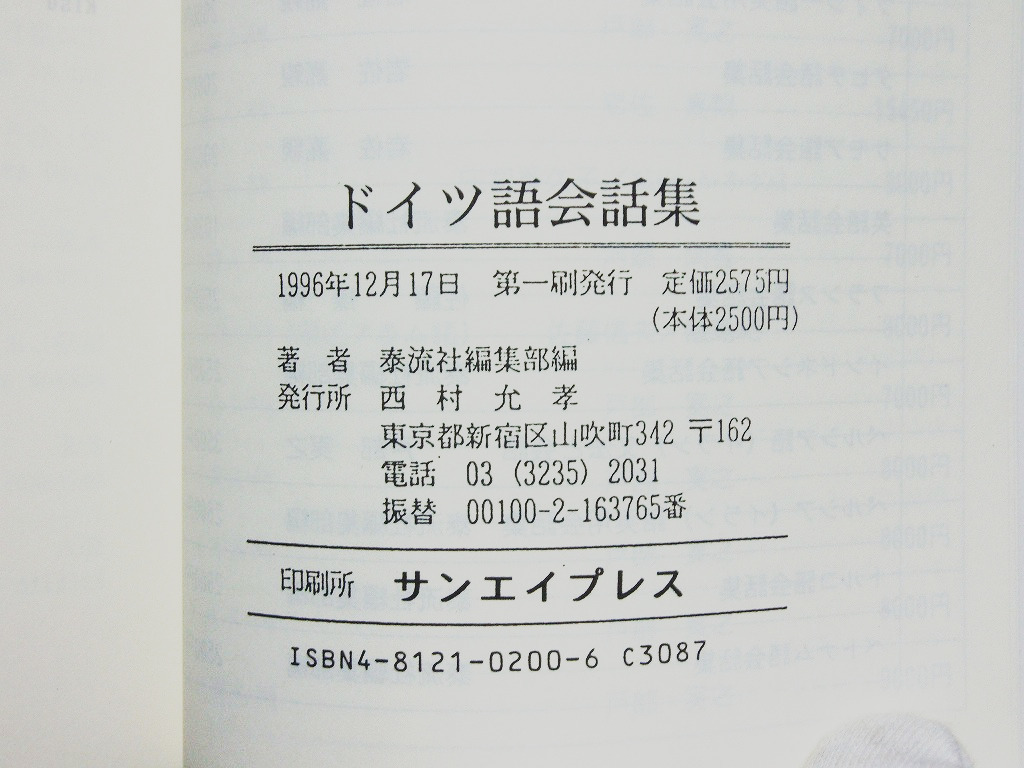 ドイツ語会話集
1996年12月17日 第一刷発行 定価2575円
(本体2500円)
著者 泰流社編集部編
発行所 西村允孝
東京都新宿区山吹町342 〒162
電話 03 (3235) 2031
振替 00100-2-163765番
印刷所 サンエイプレス
ISBN4-8121-0200-6 C3087